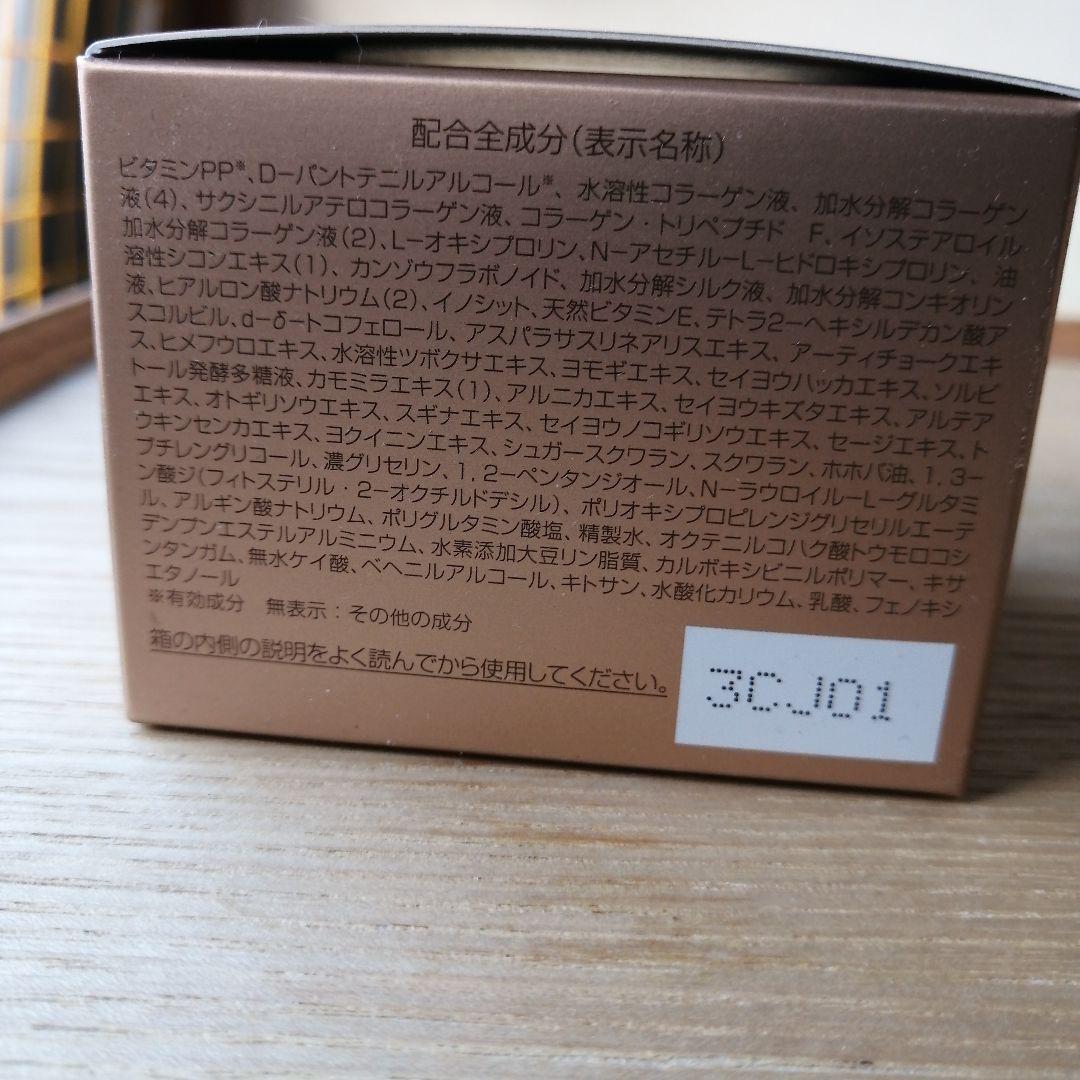 配合全成分(表示名称)
ビタミンPP※、D-パントテニルアルコール※、水溶性コラーゲン液、加水分解コラーゲン
液(4)、サクシニルアテロコラーゲン液、コラーゲン・トリペプチド F、イソステアロイル
加水分解コラーゲン液(2)、L-オキシプロリン、N-アセチル-L-ヒドロキシプロリン、油
溶性シコンエキス(1)、カンゾウフラボノイド、加水分解シルク液、加水分解コンキオリン
液、ヒアルロン酸ナトリウム(2)、イノシット、天然ビタミンE、テトラ2-ヘキシルデカン酸ア
スコルビル、d-δ-トコフェロール、アスパラサスリネアリスエキス、アーティチョークエキ
ス、ヒメフウロエキス、水溶性ツボクサエキス、ヨモギエキス、セイヨウハッカエキス、ソルビ
トール発酵多糖液、カモミラエキス(1)、アルニカエキス、セイヨウキズタエキス、アルテア
エキス、オトギリソウエキス、スギナエキス、セイヨウノコギリソウエキス、セージエキス、ト
ウキンセンカエキス、ヨクイニンエキス、シュガースクワラン、スクワラン、ホホバ油、1,3-
ブチレングリコール、濃グリセリン、1,2-ペンタンジオール、N-ラウロイル-L-グルタミ
ン酸ジ(フィトステリル・2-オクチルドデシル)、ポリオキシプロピレンジグリセリルエーテ
ル、アルギン酸ナトリウム、ポリグルタミン酸塩、精製水、オクテニルコハク酸トウモロコシ
デンプンエステルアルミニウム、水素添加大豆リン脂質、カルボキシビニルポリマー、キサ
ンタンガム、無水ケイ酸、ベヘニルアルコール、キトサン、水酸化カリウム、乳酸、フェノキシ
エタノール
※有効成分 無表示:その他の成分
箱の内側の説明をよく読んでから使用してください。
3CJ01